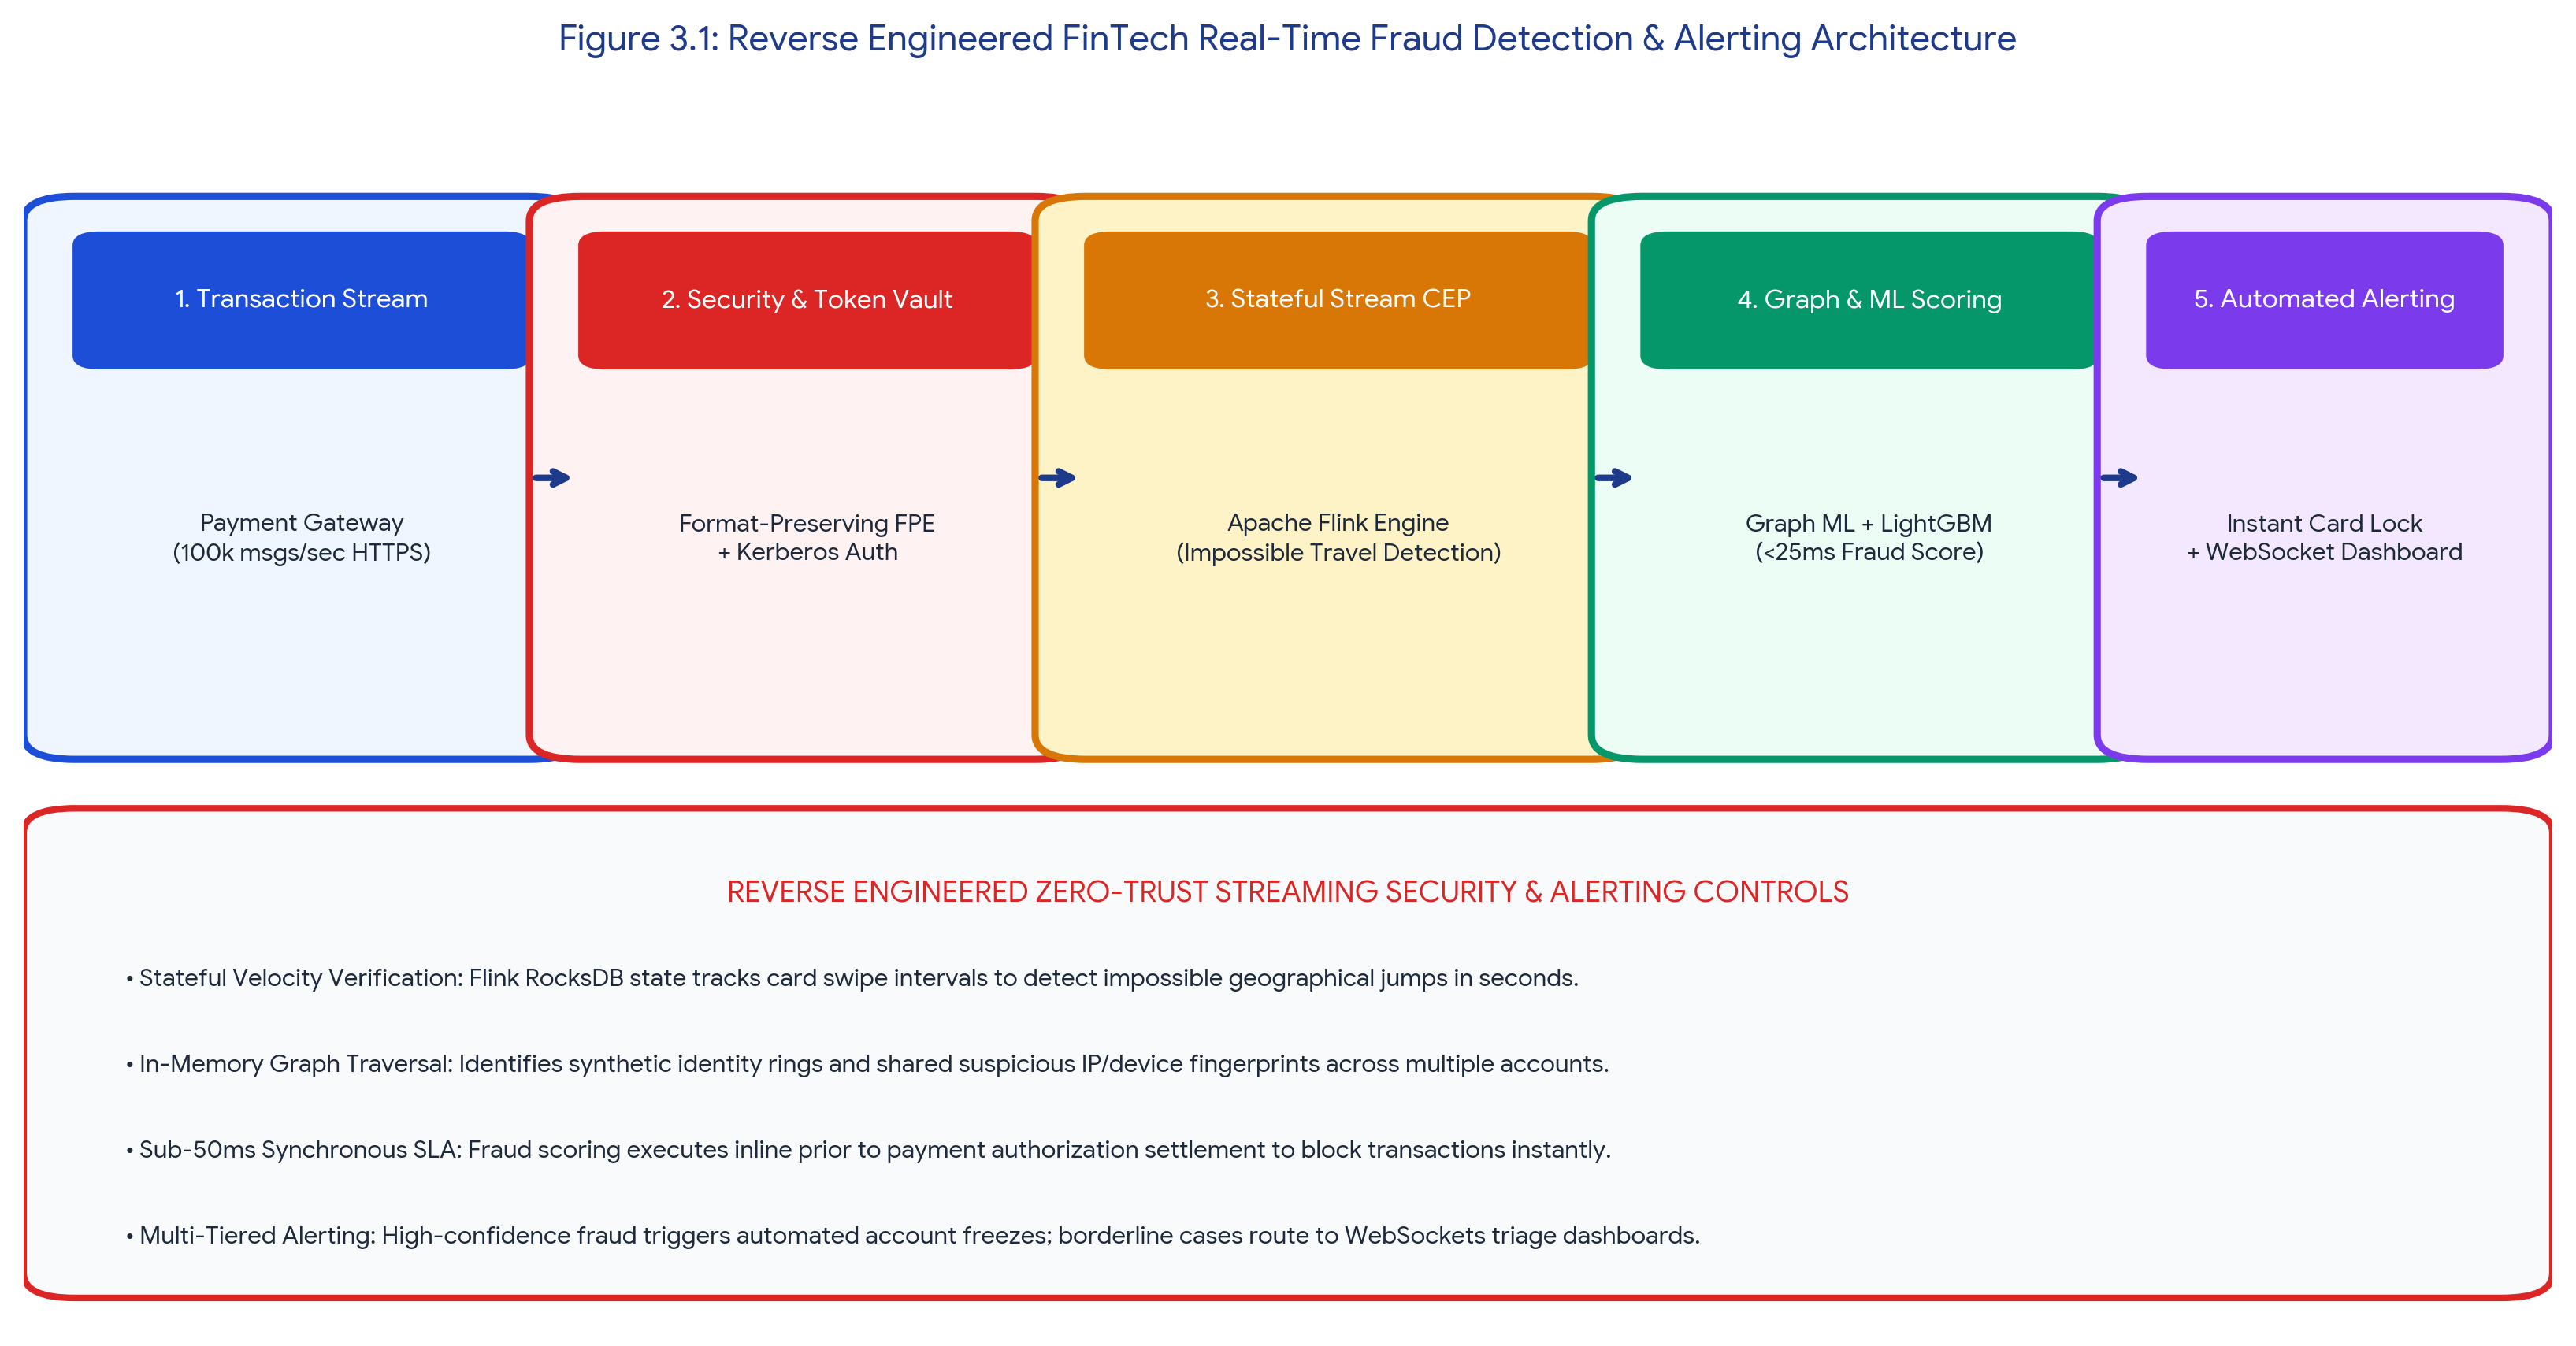 Figure 3.1: Reverse Engineered FinTech Real-Time Fraud Detection & Alerting Architecture
1. Transaction Stream
Payment Gateway
(100k msgs/sec HTTPS)
2. Security & Token Vault
Format-Preserving FPE
+ Kerberos Auth
3. Stateful Stream CEP
Apache Flink Engine
(Impossible Travel Detection)
4. Graph & ML Scoring
Graph ML + LightGBM
(<25ms Fraud Score)
5. Automated Alerting
Instant Card Lock
+ WebSocket Dashboard
REVERSE ENGINEERED ZERO-TRUST STREAMING SECURITY & ALERTING CONTROLS
• Stateful Velocity Verification: Flink RocksDB state tracks card swipe intervals to detect impossible geographical jumps in seconds.
• In-Memory Graph Traversal: Identifies synthetic identity rings and shared suspicious IP/device fingerprints across multiple accounts.
• Sub-50ms Synchronous SLA: Fraud scoring executes inline prior to payment authorization settlement to block transactions instantly.
• Multi-Tiered Alerting: High-confidence fraud triggers automated account freezes; borderline cases route to WebSockets triage dashboards.